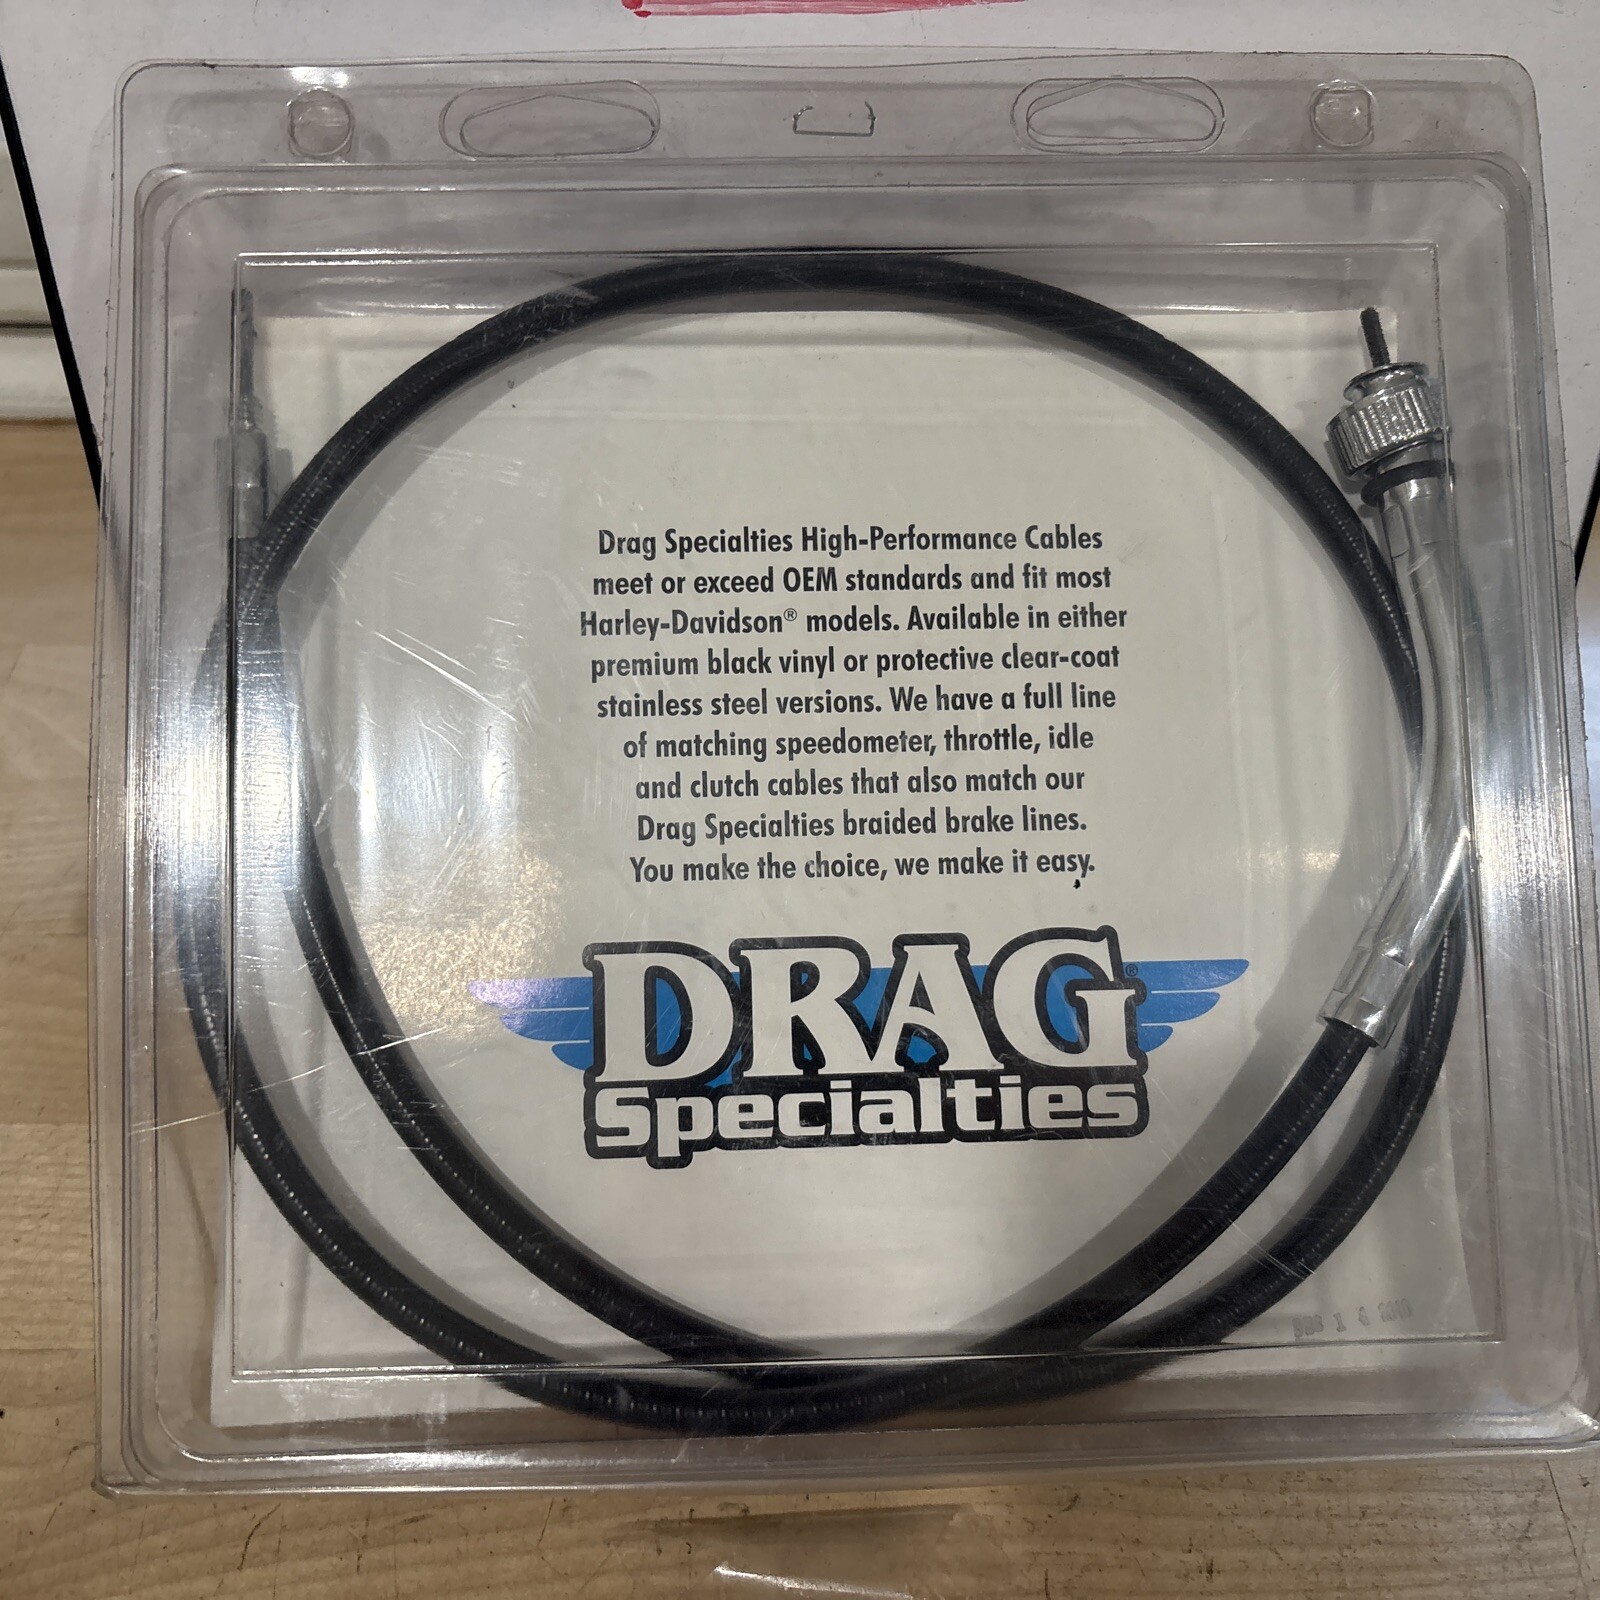 Drag Specialties High-Performance Cables
meet or exceed OEM standards and fit most
Harley-Davidson® models. Available in either
premium black vinyl or protective clear-coat
stainless steel versions. We have a full line
of matching speedometer, throttle, idle
and clutch cables that also match our
Drag Specialties braided brake lines.
You make the choice, we make it easy.
DRAG®
Specialties